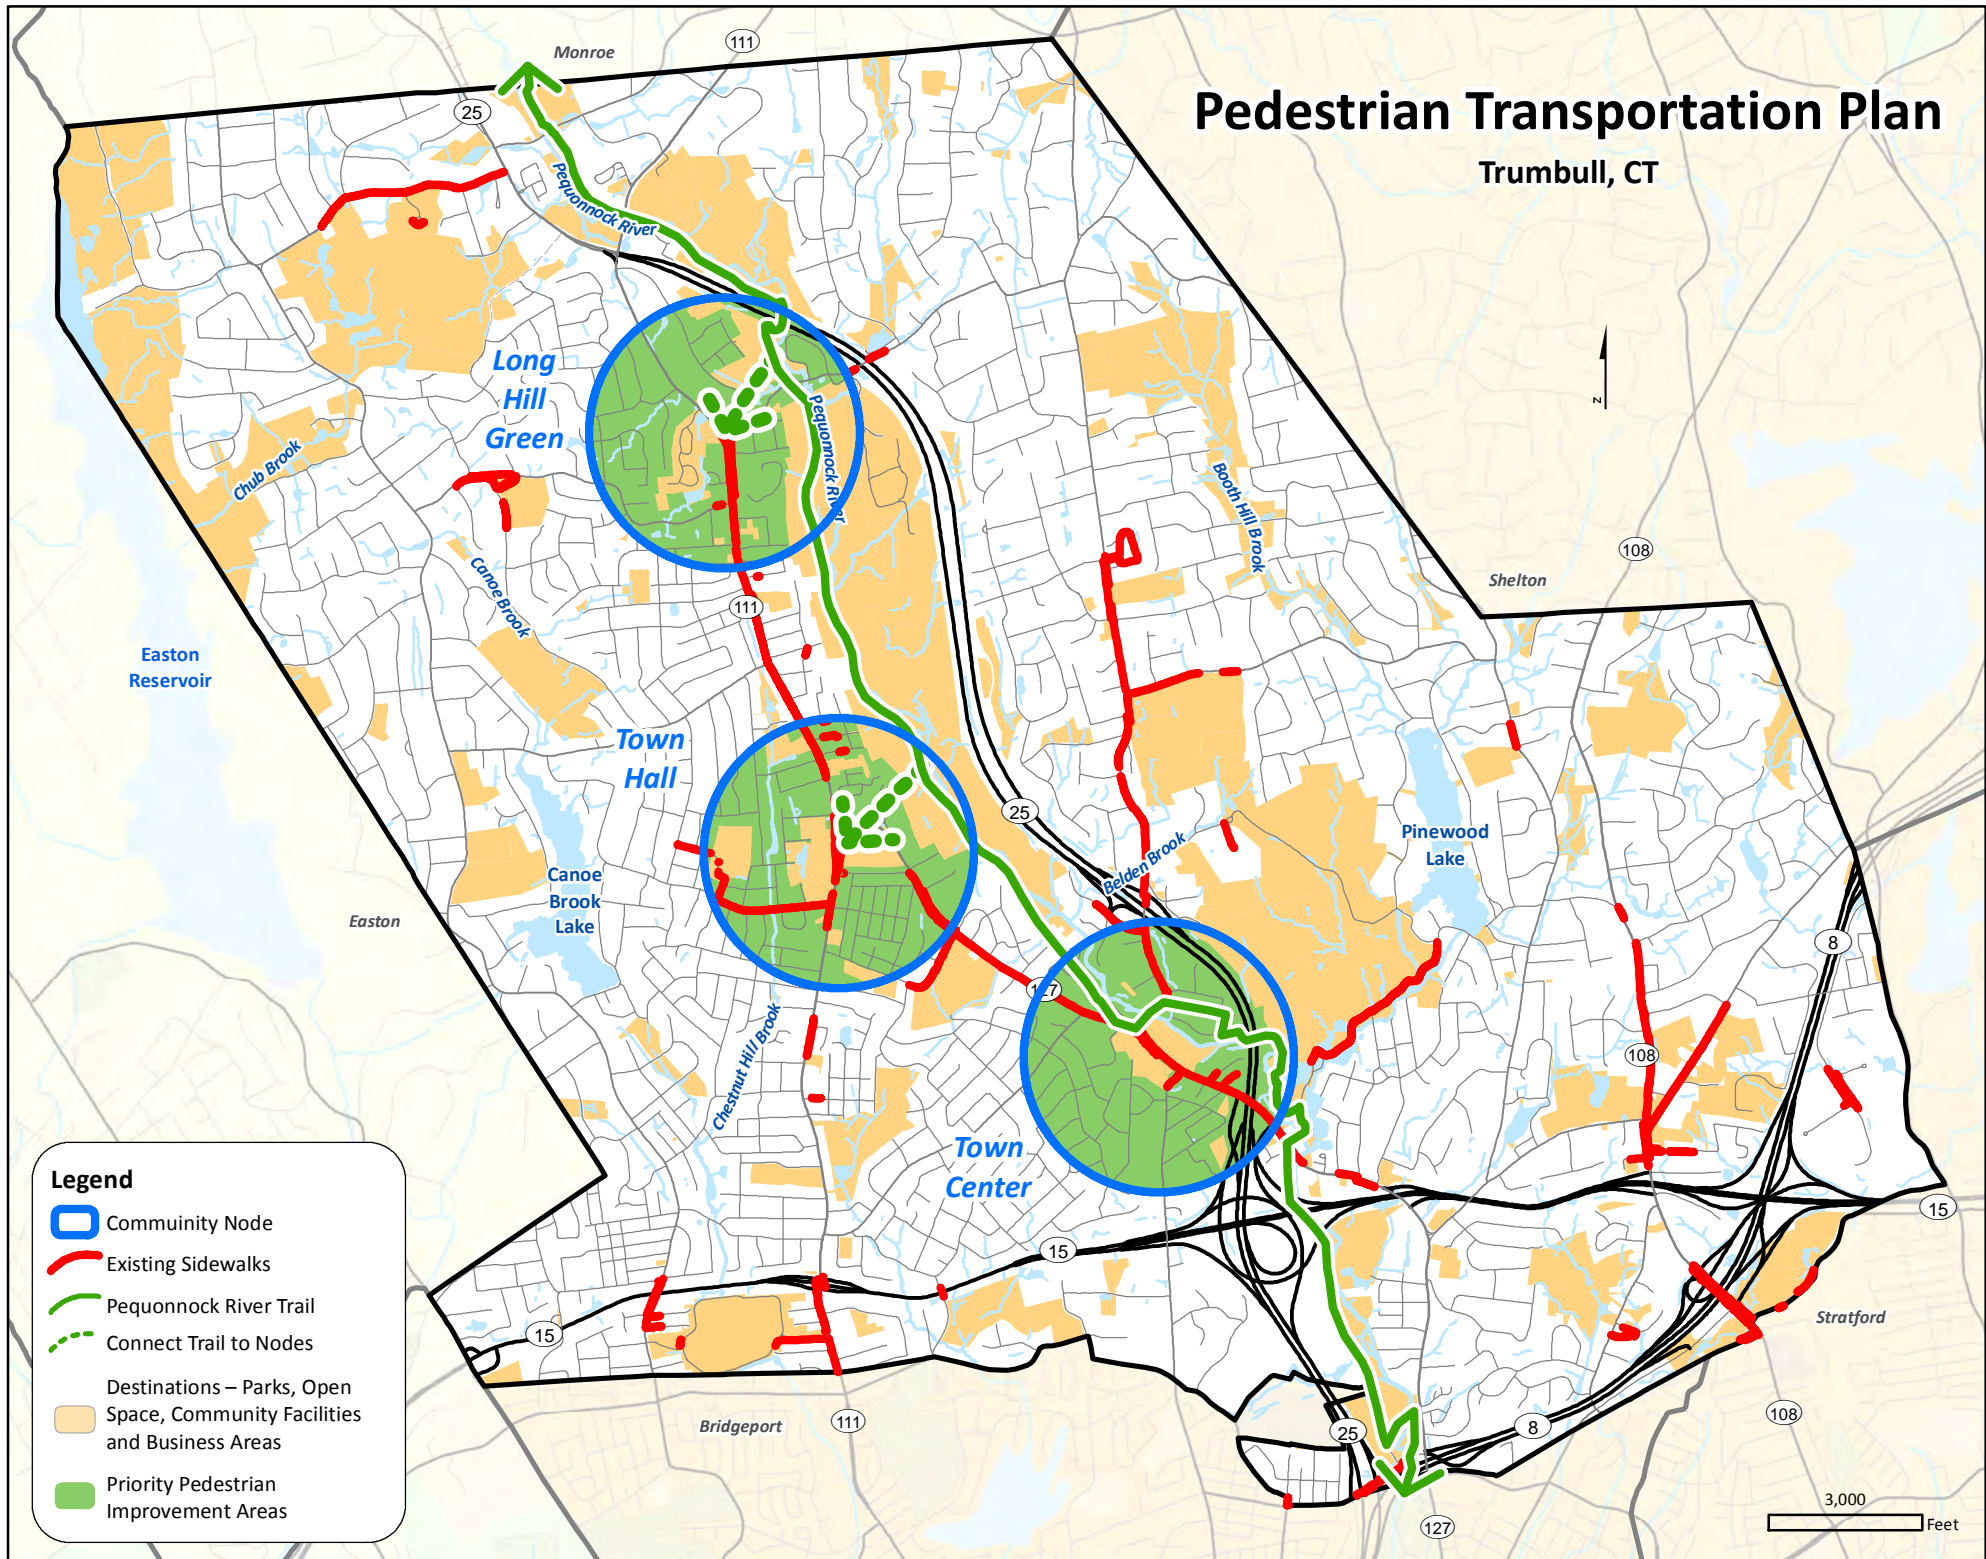 Pedestrian Transportation Plan
Trumbull, CT
Monroe
111
25
Pequonnock River
Long
Hill
Green
Pequonnock River
Chub Brook
Canoe Brook
Booth Hill Brook
108
Shelton
111
Easton
Reservoir
Town
Hall
25
Pinewood
Lake
Belden Brook
Canoe
Brook
Lake
Easton
8
127
108
Chestnut Hill Brook
Town
Center
15
15
15
Stratford
Bridgeport
111
25
8
108
127
N
Legend
Commuinity Node
Existing Sidewalks
Pequonnock River Trail
Connect Trail to Nodes
Destinations – Parks, Open
Space, Community Facilities
and Business Areas
Priority Pedestrian
Improvement Areas
3,000
Feet